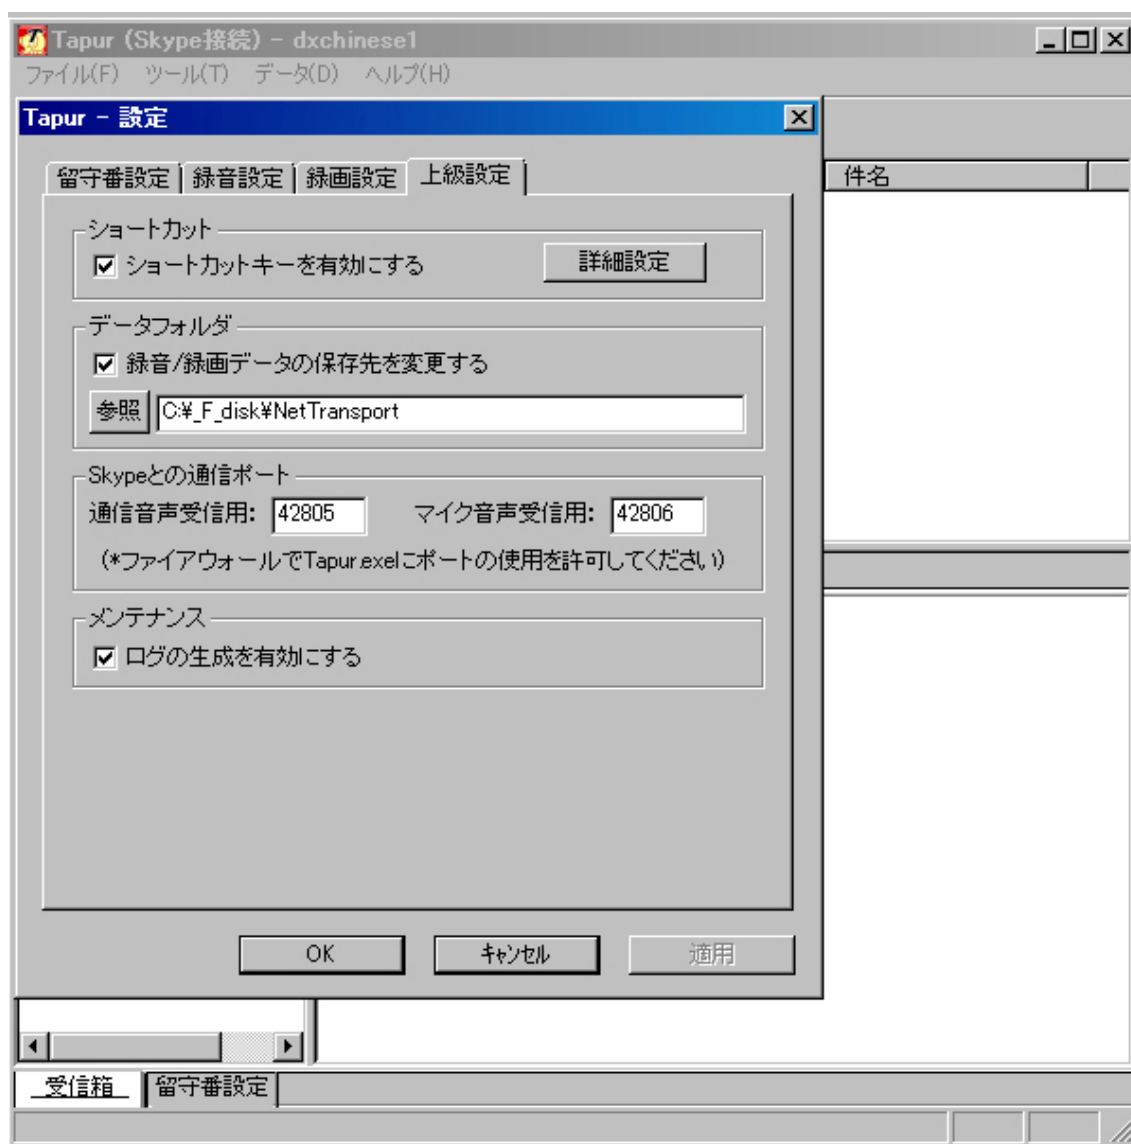 Tapur (Skype接続) - dxchinese1
ファイル(F) ツール(T) データ(D) ヘルプ(H)
Tapur - 設定
留守番設定 録音設定 録画設定 上級設定
件名
ショートカット
ショートカットキーを有効にする 詳細設定
データフォルダ
録音/録画データの保存先を変更する
参照 C:¥_F_disk¥NetTransport
Skypeとの通信ポート
通信音声受信用: 42805 マイク音声受信用: 42806
(*ファイアウォールでTapur.exeにポートの使用を許可してください)
メンテナンス
ログの生成を有効にする
OK キャンセル 適用
受信箱 留守番設定